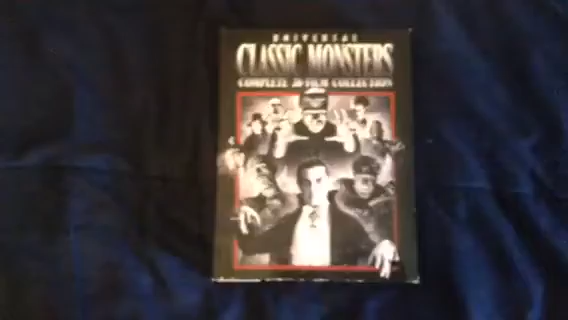 UNIVERSAL
CLASSIC MONSTERS
COMPLETE 30-FILM COLLECTION